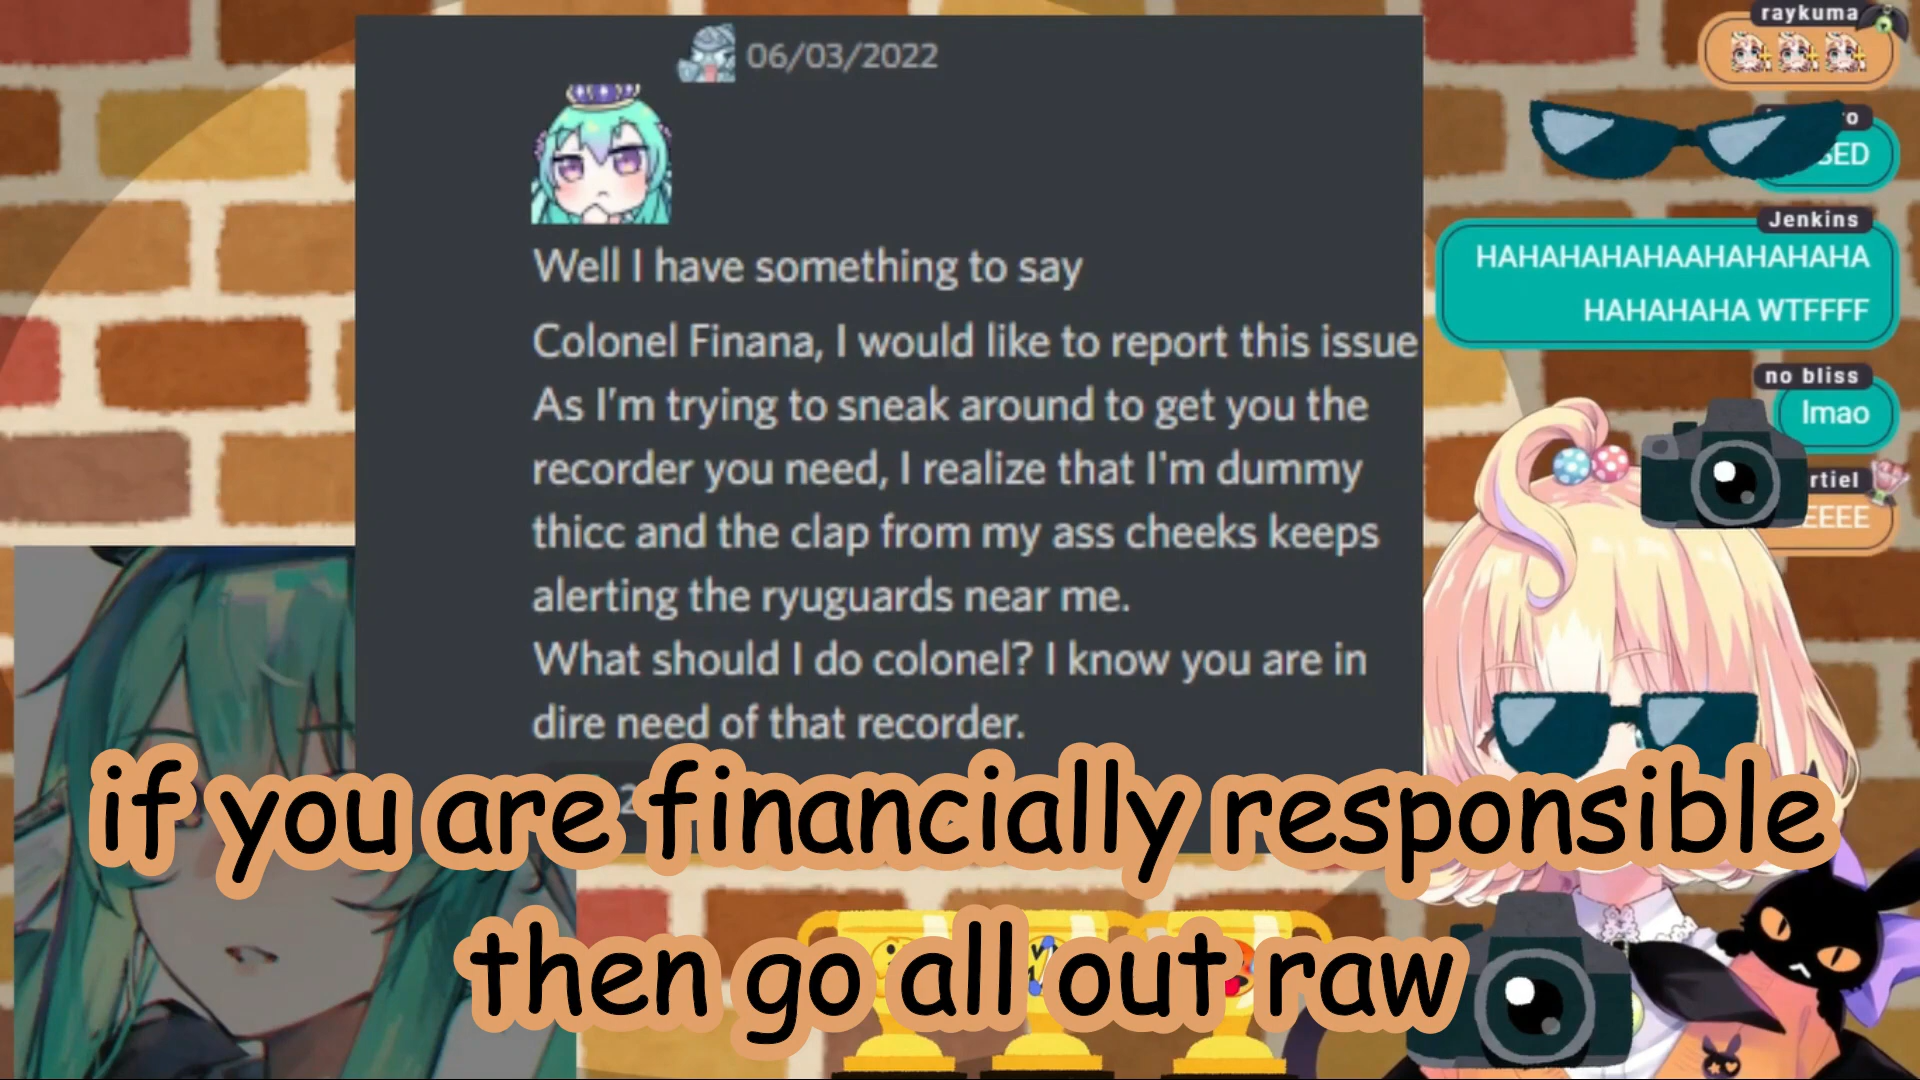 06/03/2022
Well I have something to say
Colonel Finana, I would like to report this issue
As I'm trying to sneak around to get you the
recorder you need, I realize that I'm dummy
thicc and the clap from my ass cheeks keeps
alerting the ryuguards near me.
What should I do colonel? I know you are in
dire need of that recorder.
if you are financially responsible
then go all out raw
raykuma
Jenkins
HAHAHAHAHAAHAHAHAHA
HAHAHAHA WTFFFF
no bliss
lmao